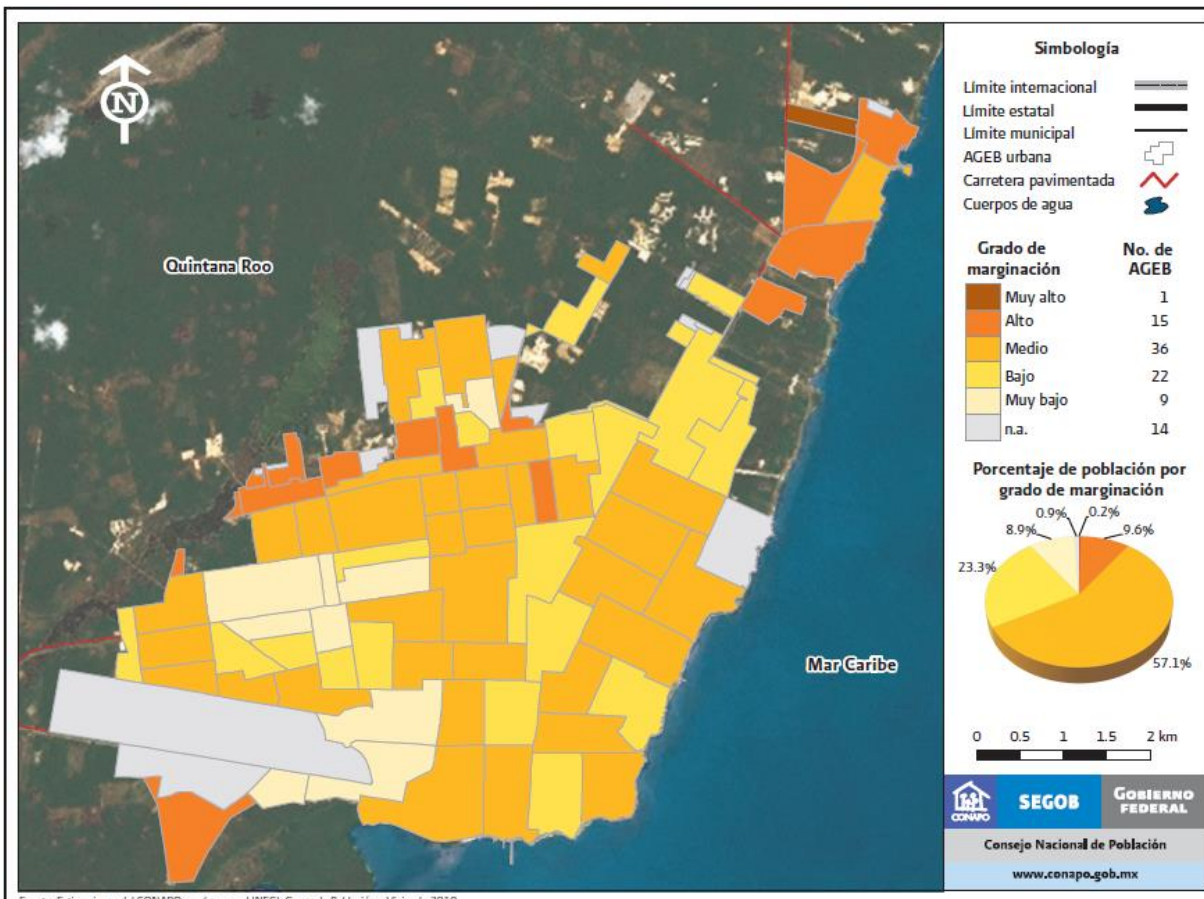 N
Quintana Roo
Mar Caribe
Simbología
Límite internacional
Límite estatal
Límite municipal
AGEB urbana
Carretera pavimentada
Cuerpos de agua
Grado de marginación No. de AGEB
Muy alto 1
Alto 15
Medio 36
Bajo 22
Muy bajo 9
n.a. 14
Porcentaje de población por
grado de marginación
0.9% 0.2%
8.9% 9.6%
23.3%
57.1%
0 0.5 1 1.5 2 km
CONAPO SEGOB GOBIERNO FEDERAL
Consejo Nacional de Población
www.conapo.gob.mx